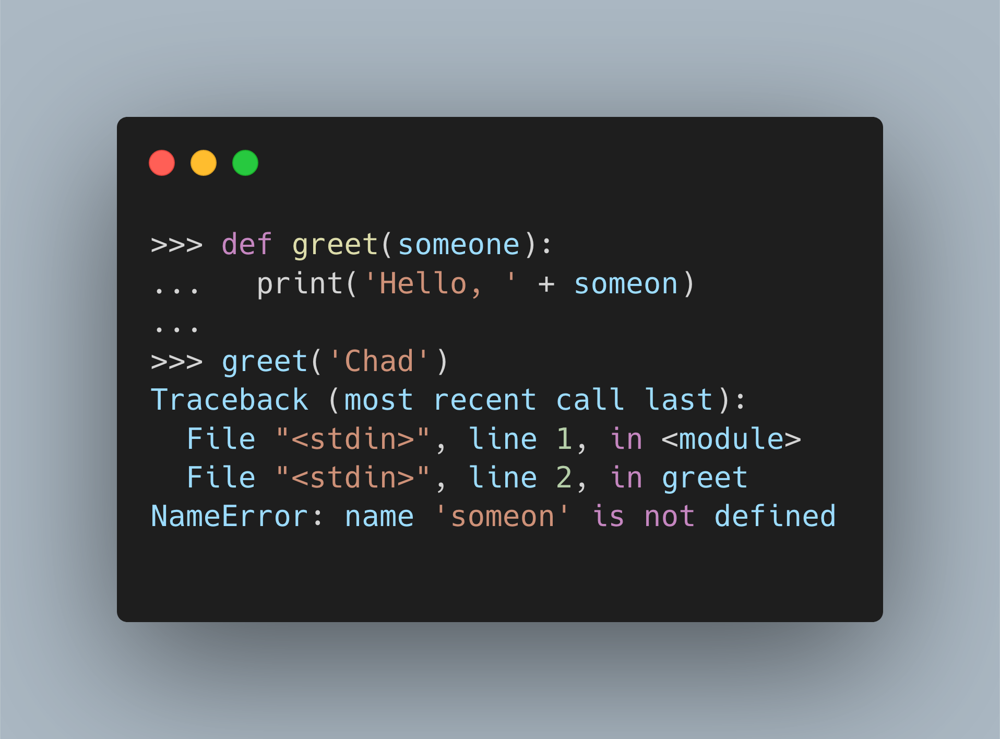 >>> def greet(someone):
...   print('Hello, ' + someon)
...
>>> greet('Chad')
Traceback (most recent call last):
  File "<stdin>", line 1, in <module>
  File "<stdin>", line 2, in greet
NameError: name 'someon' is not defined